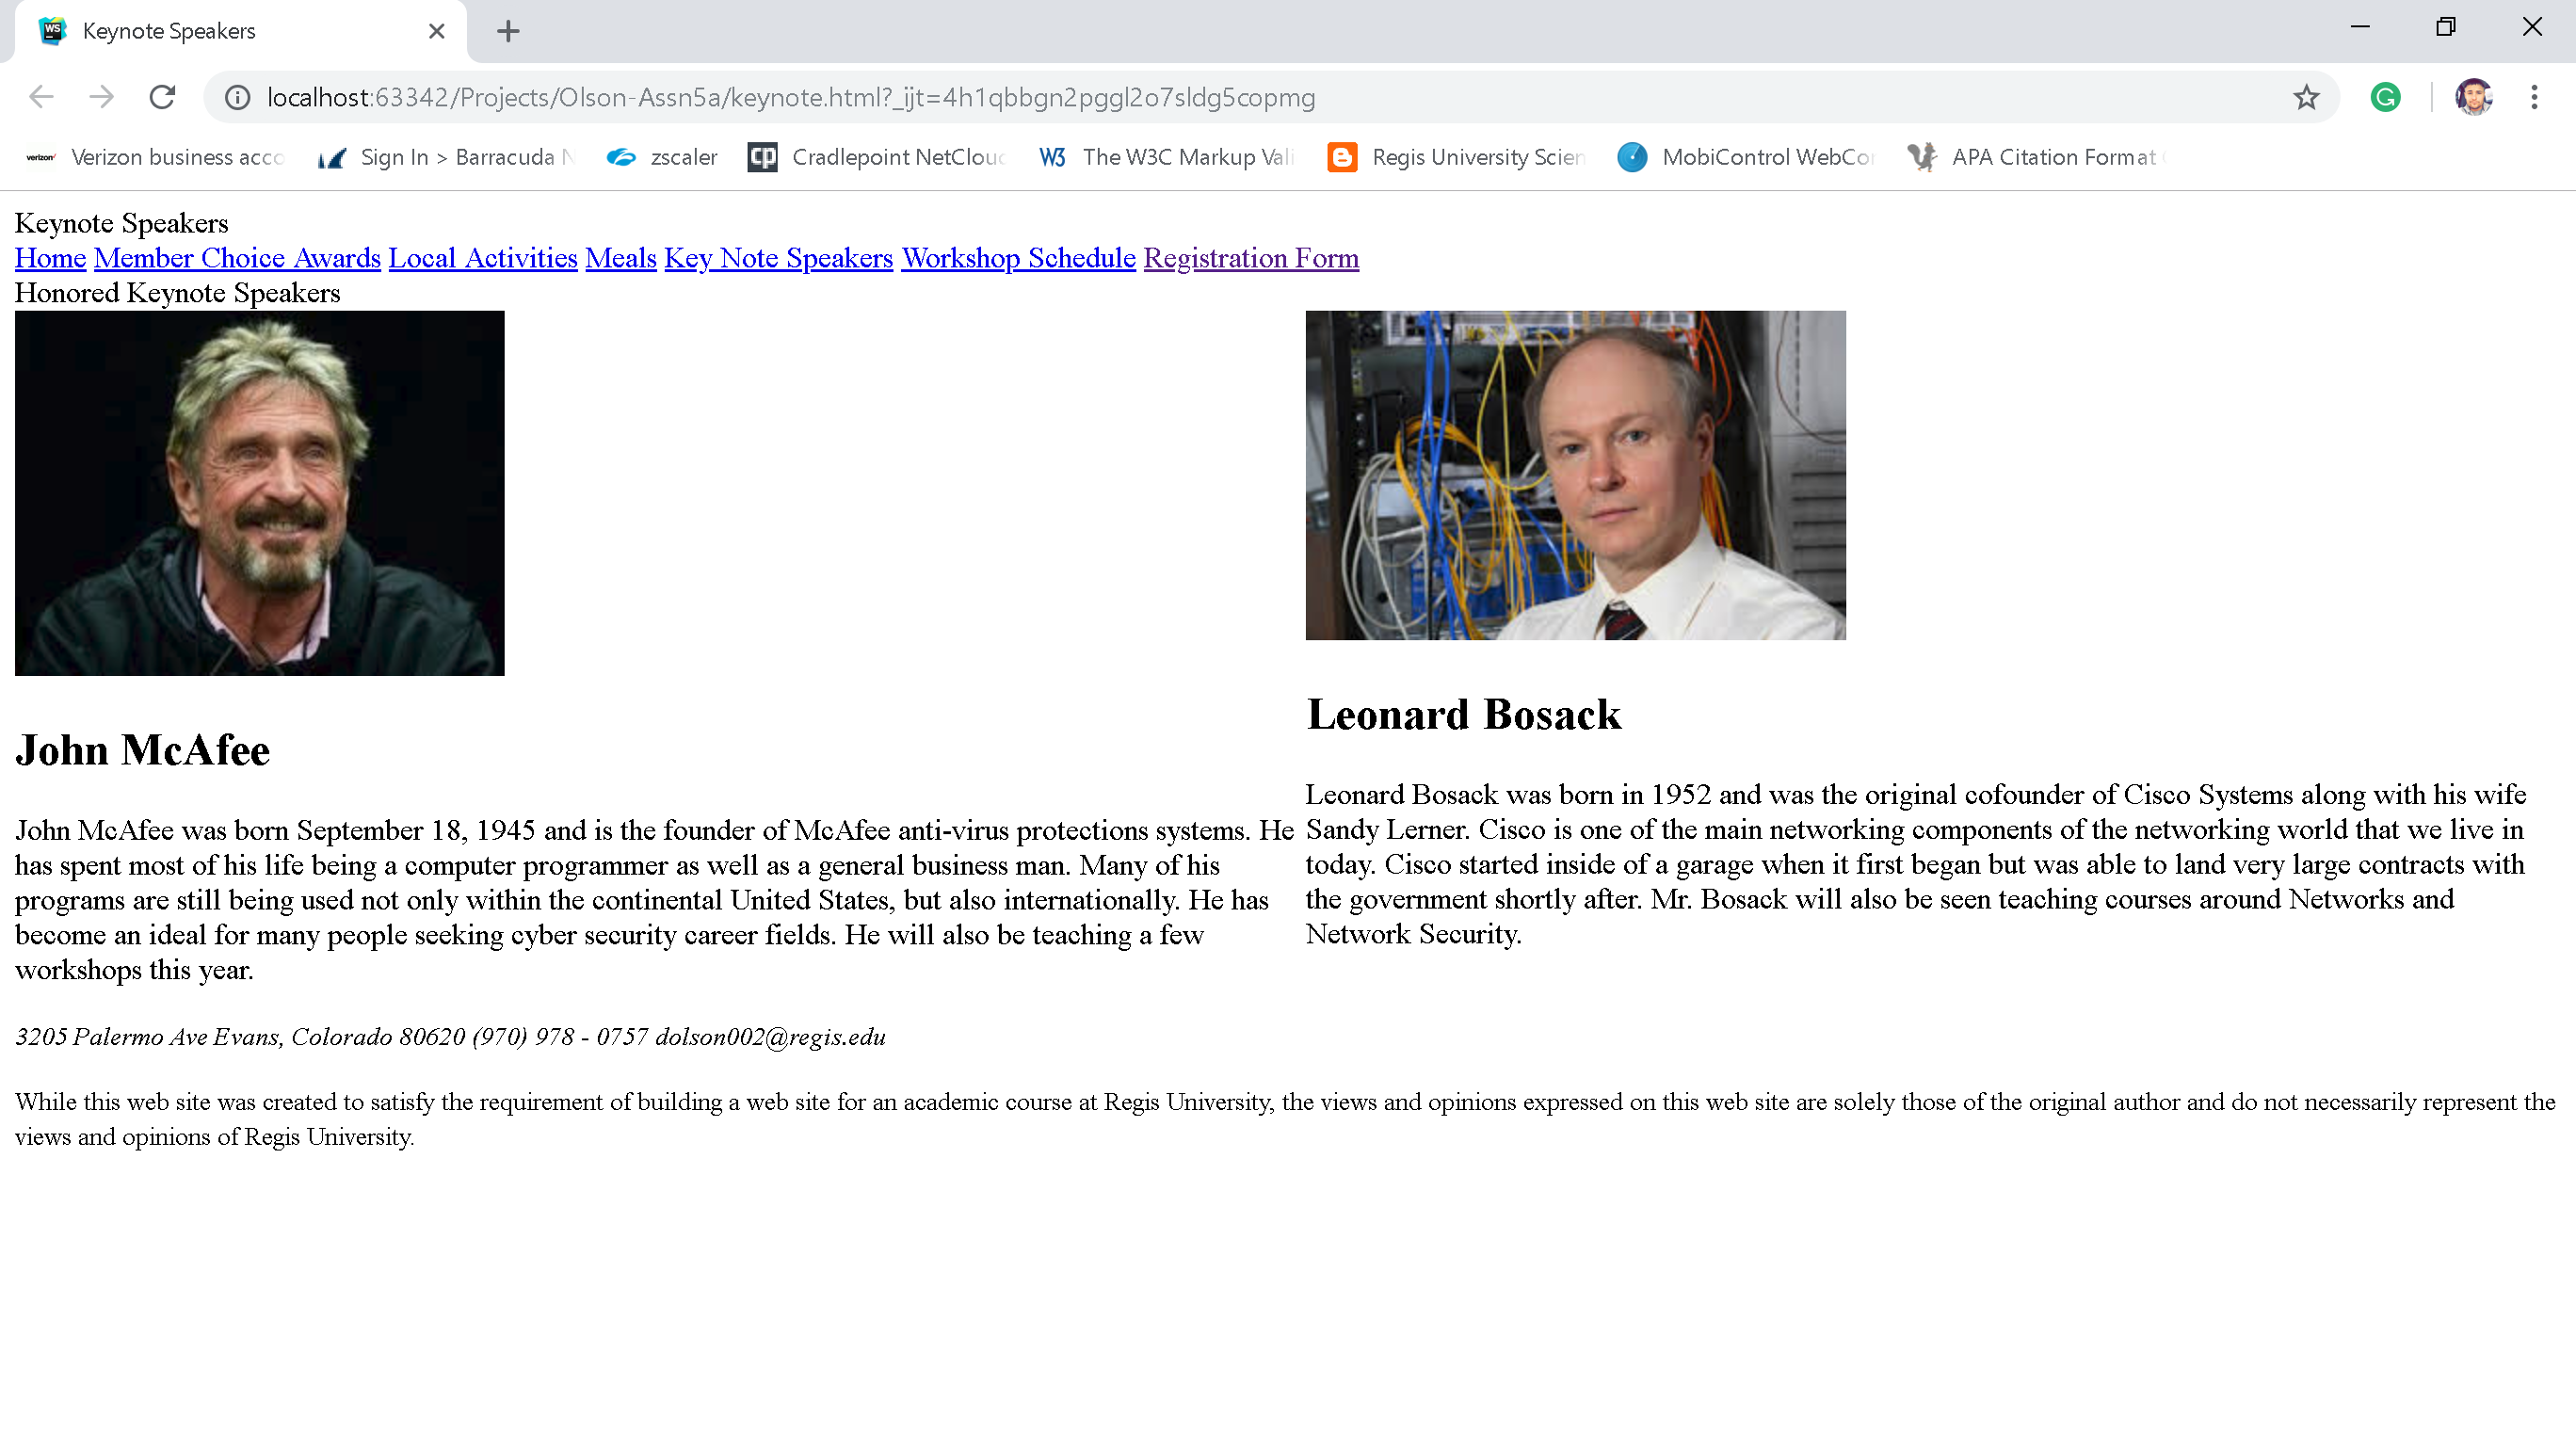 Keynote Speakers
localhost:63342/Projects/Olson-Assn5a/keynote.html?_ijt=4h1qbbgn2pggl2o7sldg5copmg
verizon Verizon business acco Sign In > Barracuda N zscaler cp Cradlepoint NetClou W3 The W3C Markup Vali Regis University Scien MobiControl WebCo APA Citation Format
Keynote Speakers
Home Member Choice Awards Local Activities Meals Key Note Speakers Workshop Schedule Registration Form
Honored Keynote Speakers
John McAfee
John McAfee was born September 18, 1945 and is the founder of McAfee anti-virus protections systems. He
has spent most of his life being a computer programmer as well as a general business man. Many of his
programs are still being used not only within the continental United States, but also internationally. He has
become an ideal for many people seeking cyber security career fields. He will also be teaching a few
workshops this year.
Leonard Bosack
Leonard Bosack was born in 1952 and was the original cofounder of Cisco Systems along with his wife
Sandy Lerner. Cisco is one of the main networking components of the networking world that we live in
today. Cisco started inside of a garage when it first began but was able to land very large contracts with
the government shortly after. Mr. Bosack will also be seen teaching courses around Networks and
Network Security.
3205 Palermo Ave Evans, Colorado 80620 (970) 978 - 0757 dolson002@regis.edu
While this web site was created to satisfy the requirement of building a web site for an academic course at Regis University, the views and opinions expressed on this web site are solely those of the original author and do not necessarily represent the
views and opinions of Regis University.